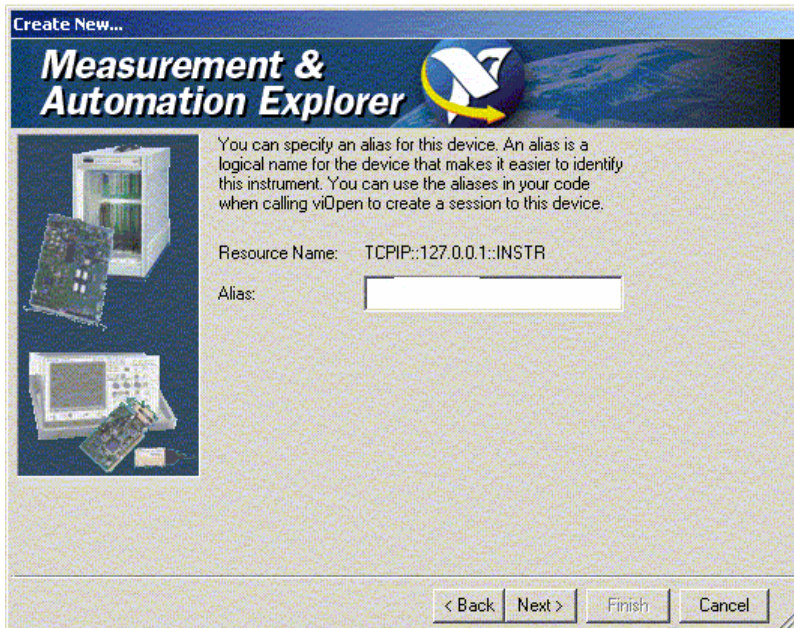 Create New...
Measurement &
Automation Explorer
You can specify an alias for this device. An alias is a
logical name for the device that makes it easier to identify
this instrument. You can use the aliases in your code
when calling viOpen to create a session to this device.
Resource Name: TCPIP::127.0.0.1::INSTR
Alias:
< Back Next > Finish Cancel